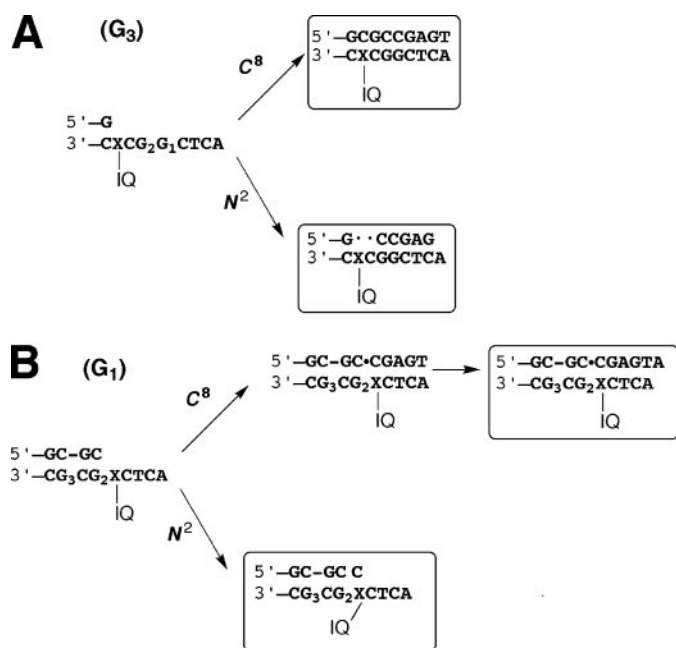 A (G₃)
C⁸
5'–GCGCCGAGT
3'–CXCGGCTCA
IQ
5'–G
3'–CXCG₂G₁CTCA
IQ
N²
5'–G··CCGAG
3'–CXCGGCTCA
IQ
B (G₁)
C⁸
5'–GC–GC•CGAGT
3'–CG₃CG₂XCTCA
IQ
5'–GC–GC•CGAGTA
3'–CG₃CG₂XCTCA
IQ
5'–GC–GC
3'–CG₃CG₂XCTCA
IQ
N²
5'–GC–GC C
3'–CG₃CG₂XCTCA
IQ